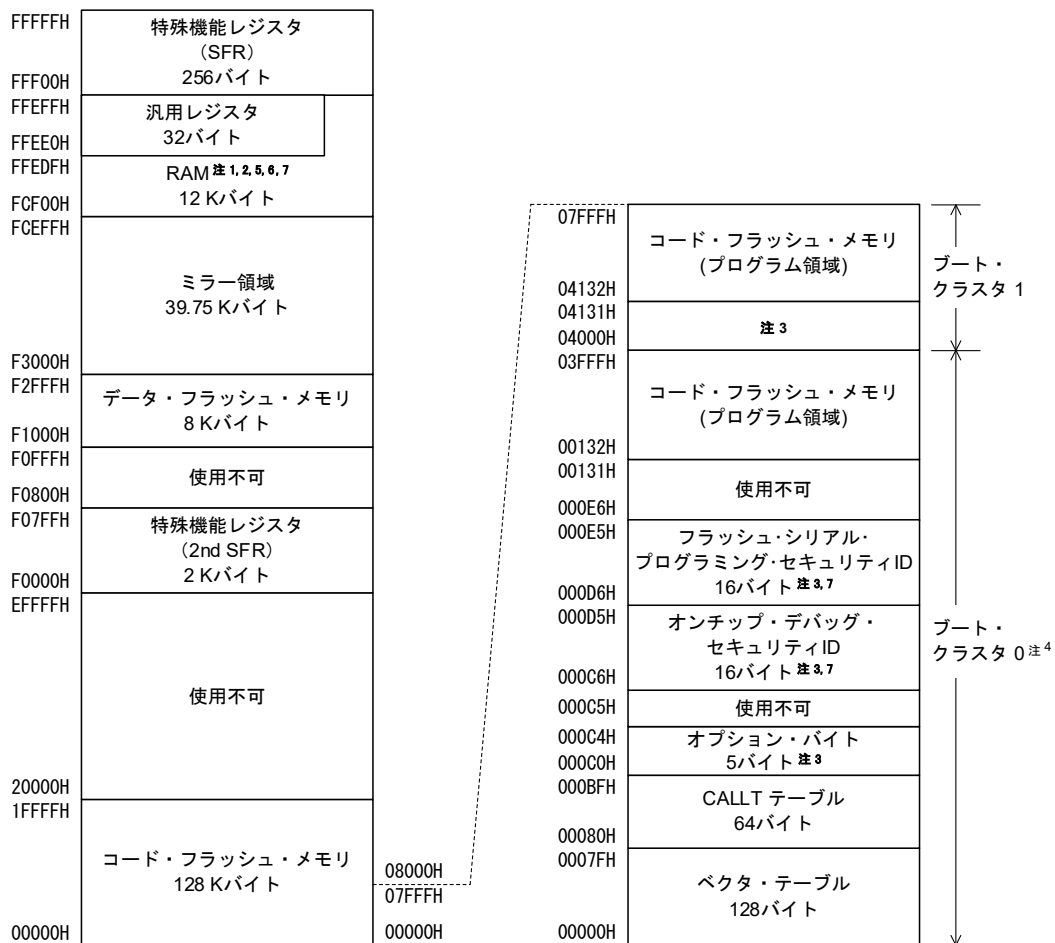 FFFFFH
特殊機能レジスタ
(SFR)
256バイト
FFF00H
FFEFFH
汎用レジスタ
32バイト
FFEE0H
FFEDFH
RAM 注 1, 2, 5, 6, 7
12 Kバイト
FCF00H
FCEFFH
ミラー領域
39.75 Kバイト
F3000H
F2FFFH
データ・フラッシュ・メモリ
8 Kバイト
F1000H
F0FFFH
使用不可
F0800H
F07FFH
特殊機能レジスタ
(2nd SFR)
2 Kバイト
F0000H
EFFFFH
使用不可
20000H
1FFFFH
コード・フラッシュ・メモリ
128 Kバイト
00000H
08000H
07FFFH
00000H
07FFFH
コード・フラッシュ・メモリ
(プログラム領域)
04132H
04131H
注 3
04000H
03FFFH
コード・フラッシュ・メモリ
(プログラム領域)
00132H
00131H
使用不可
000E6H
000E5H
フラッシュ・シリアル・
プログラミング・セキュリティID
16バイト 注 3, 7
000D6H
000D5H
オンチップ・デバッグ・
セキュリティID
16バイト 注 3, 7
000C6H
000C5H
使用不可
000C4H
オプション・バイト
5バイト 注 3
000C0H
000BFH
CALLT テーブル
64バイト
00080H
0007FH
ベクタ・テーブル
128バイト
00000H
ブート・
クラスタ 1
ブート・
クラスタ 0 注 4